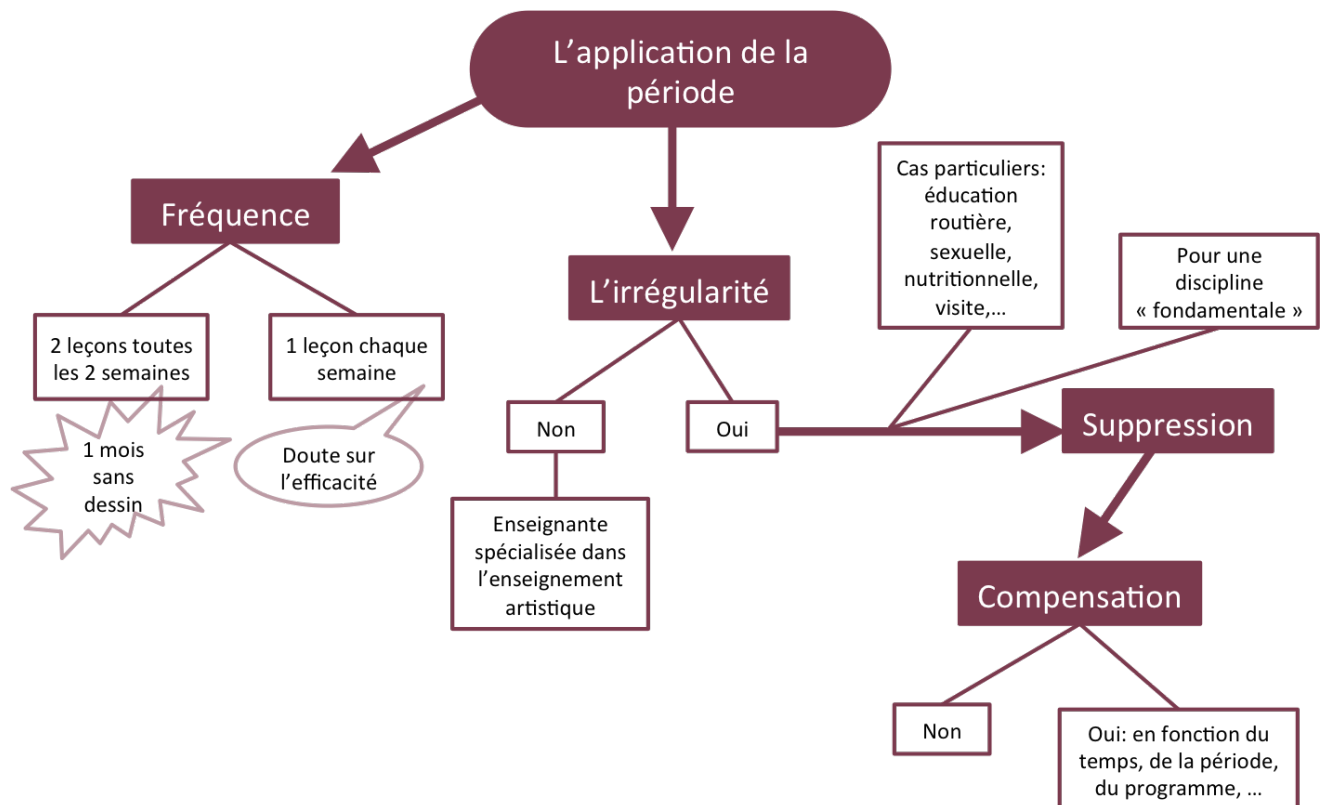 L'application de la
période
Fréquence
2 leçons toutes
les 2 semaines
1 leçon chaque
semaine
1 mois
sans
dessin
Doute sur
l'efficacité
L'irrégularité
Non
Oui
Enseignante
spécialisée dans
l'enseignement
artistique
Cas particuliers:
éducation
routière,
sexuelle,
nutritionnelle,
visite,...
Pour une
discipline
« fondamentale »
Suppression
Compensation
Non
Oui: en fonction du
temps, de la période,
du programme, ...